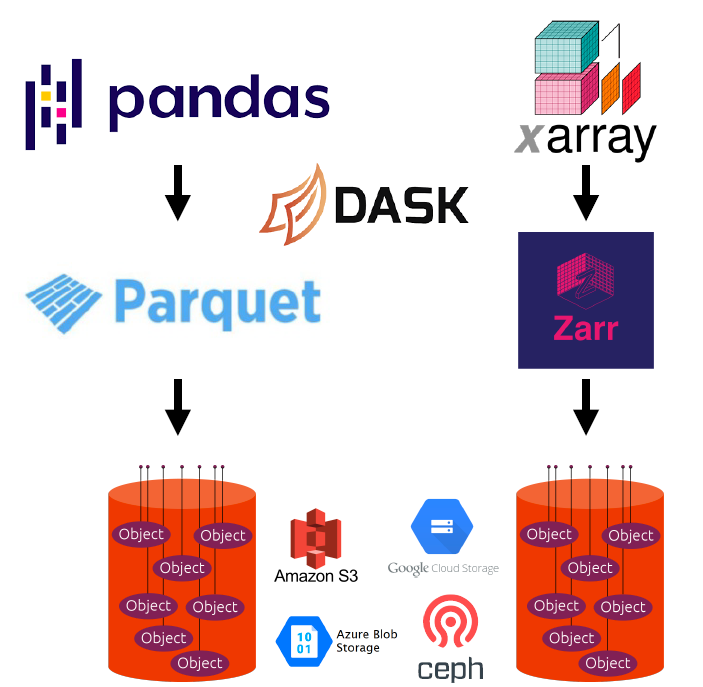 pandas
xarray
DASK
Parquet
Zarr
Object
Object
Object
Object
Object
Object
Object
Amazon S3
Google Cloud Storage
10
01
Azure Blob
Storage
ceph
Object
Object
Object
Object
Object
Object
Object